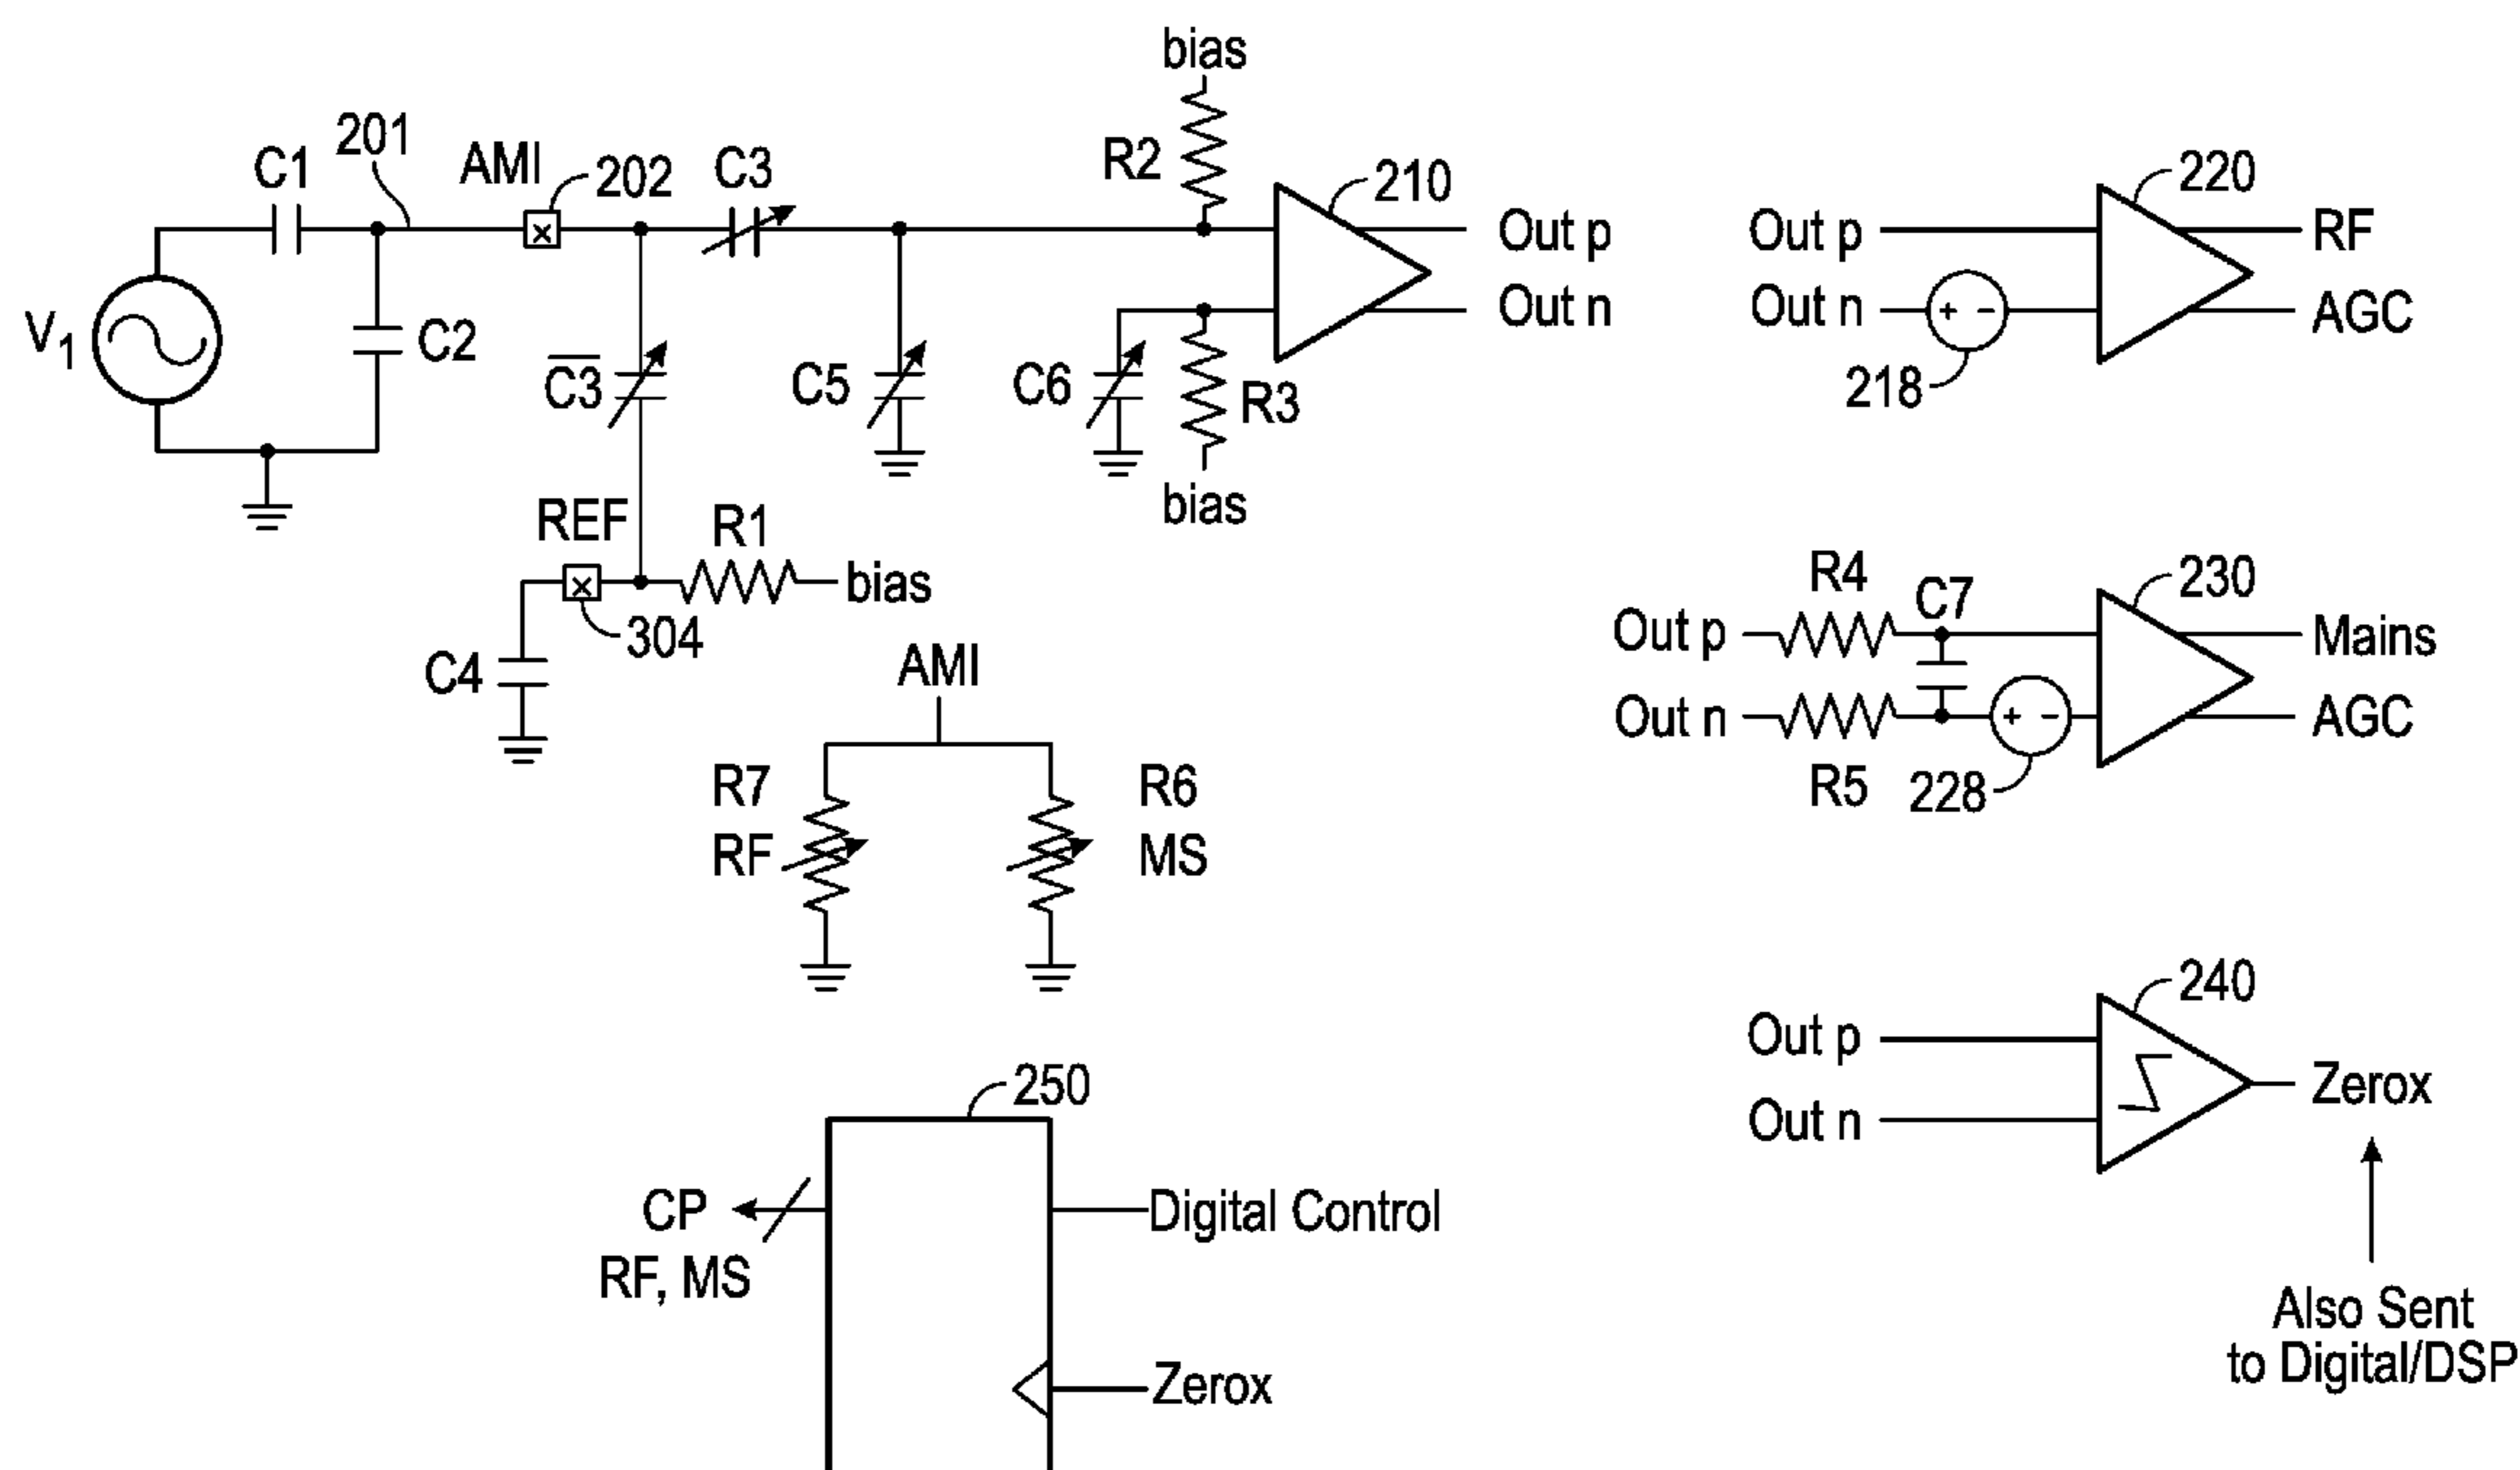 bias
201
AMI
202
C1
C3
R2
210
220
V1
C2
C3
C5
C6
R3
Out p
Out n
Out p
Out n
218
RF
AGC
bias
REF
R1
bias
304
C4
AMI
R7
RF
R6
MS
R4
C7
230
Out p
Out n
R5
228
Mains
AGC
240
Out p
Out n
Zerox
Also Sent
to Digital/DSP
250
CP
RF, MS
Digital Control
Zerox